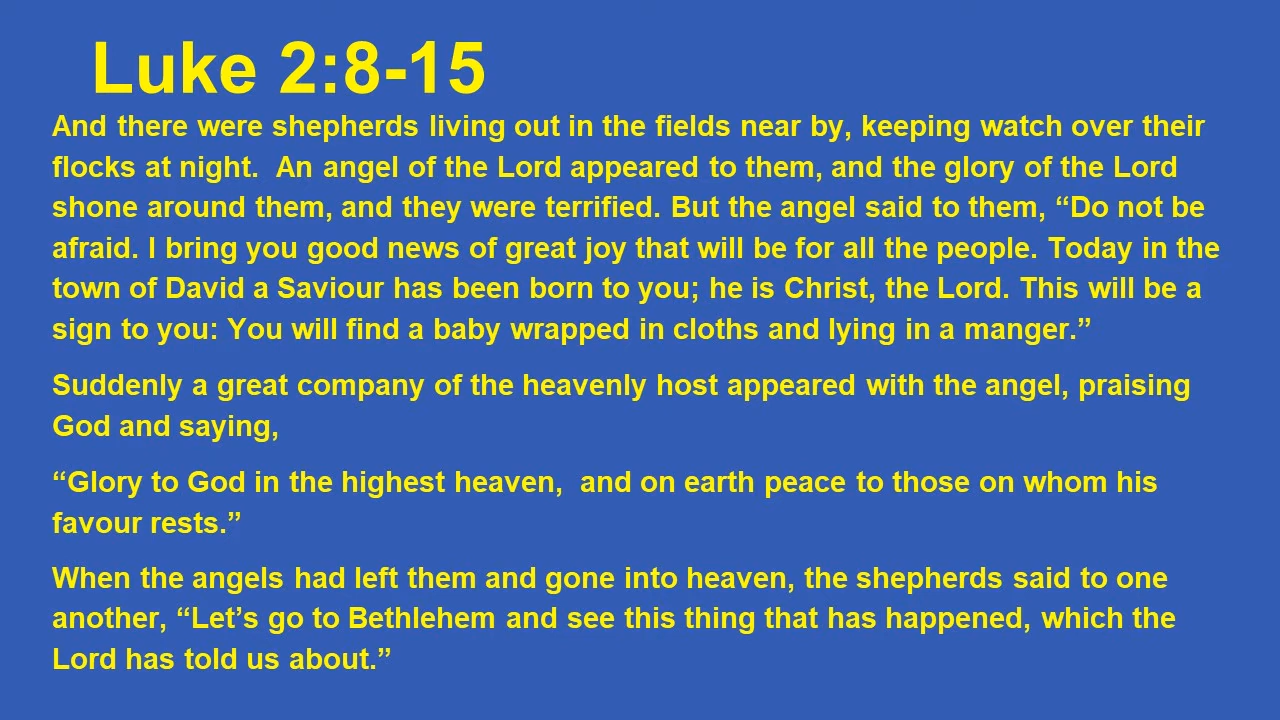 Luke 2:8-15
And there were shepherds living out in the fields near by, keeping watch over their
flocks at night.  An angel of the Lord appeared to them, and the glory of the Lord
shone around them, and they were terrified. But the angel said to them, “Do not be
afraid. I bring you good news of great joy that will be for all the people. Today in the
town of David a Saviour has been born to you; he is Christ, the Lord. This will be a
sign to you: You will find a baby wrapped in cloths and lying in a manger.”
Suddenly a great company of the heavenly host appeared with the angel, praising
God and saying,
“Glory to God in the highest heaven,  and on earth peace to those on whom his
favour rests.”
When the angels had left them and gone into heaven, the shepherds said to one
another, “Let’s go to Bethlehem and see this thing that has happened, which the
Lord has told us about.”